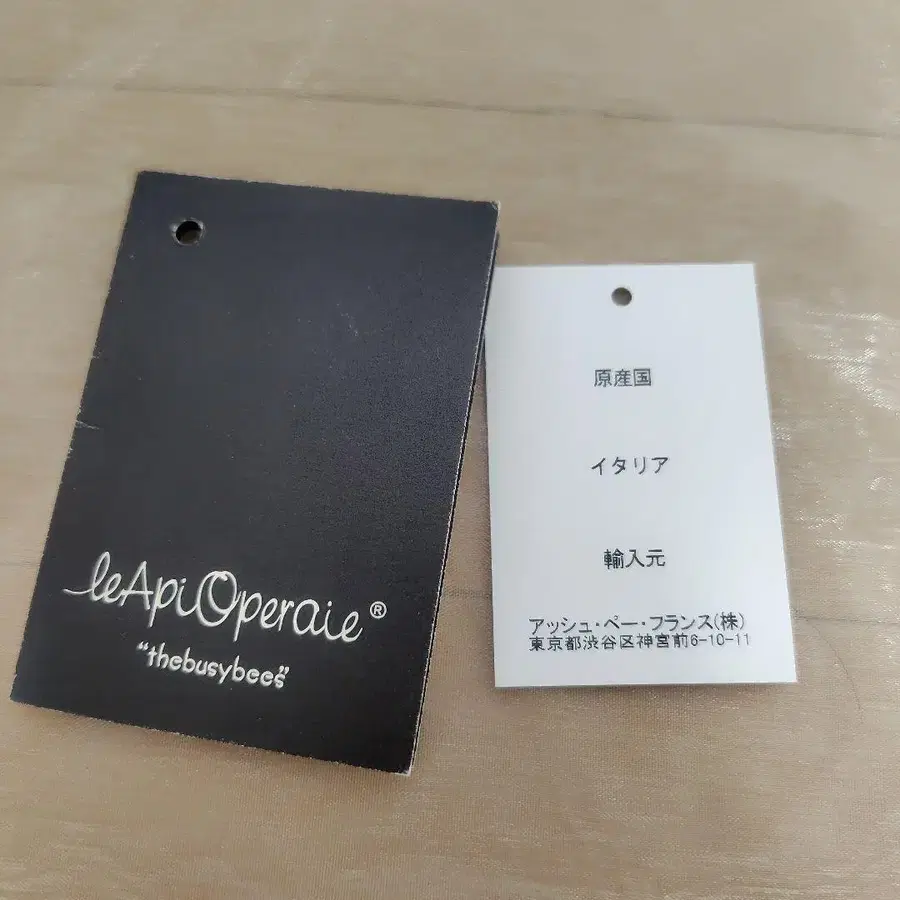 leApiOperaie®
"thebusybees"
原産国
イタリア
輸入元
アッシュ・ペー・フランス(株)
東京都渋谷区神宮前6-10-11